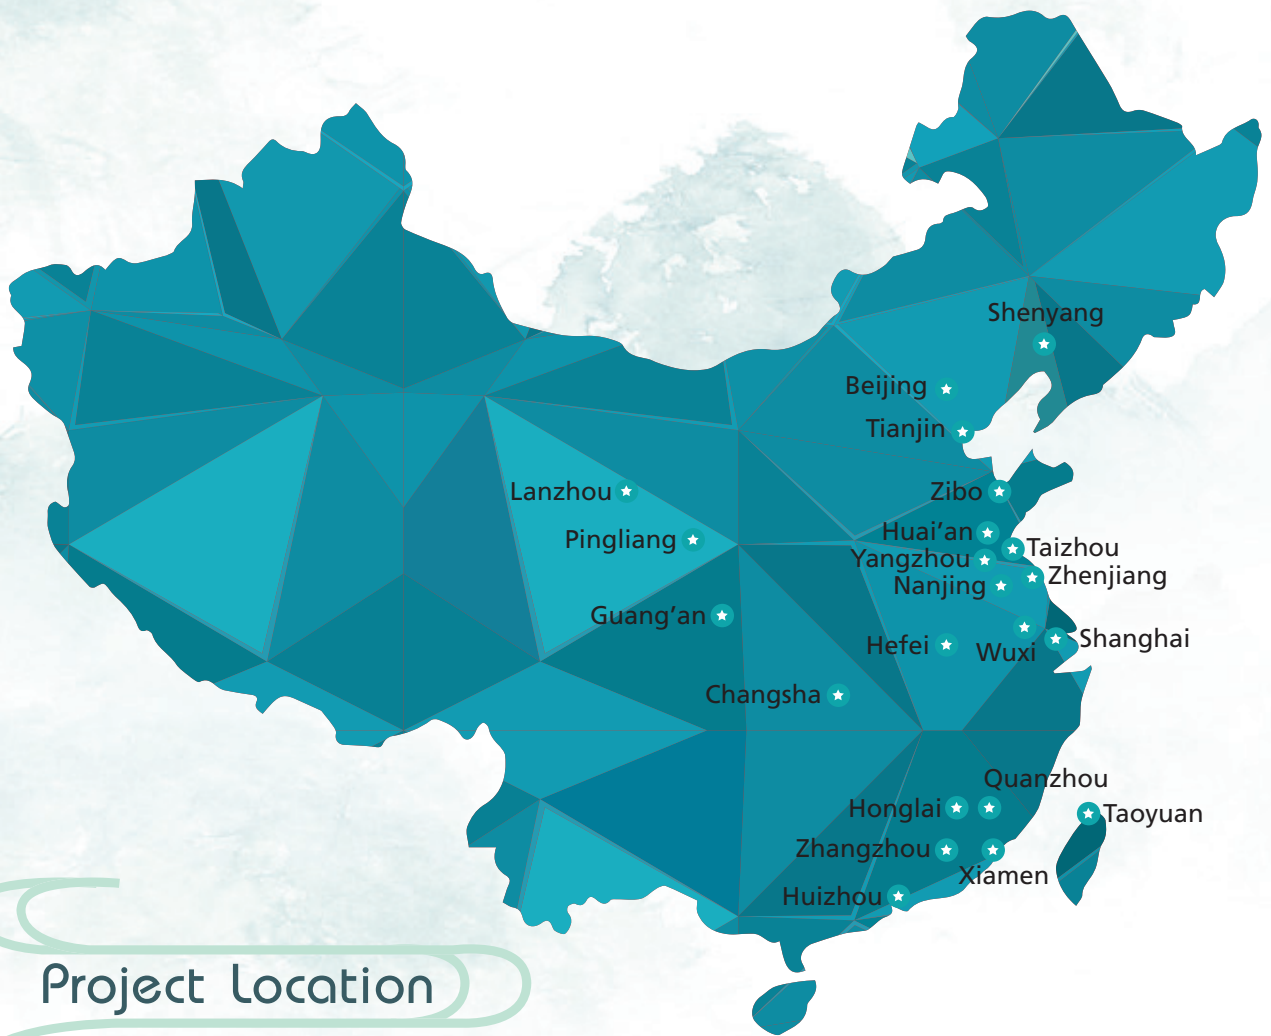 Shenyang
Beijing
Tianjin
Lanzhou
Zibo
Pingliang
Huai’an
Taizhou
Yangzhou
Zhenjiang
Nanjing
Guang’an
Hefei
Wuxi
Shanghai
Changsha
Quanzhou
Honglai
Taoyuan
Zhangzhou
Xiamen
Huizhou
Project Location